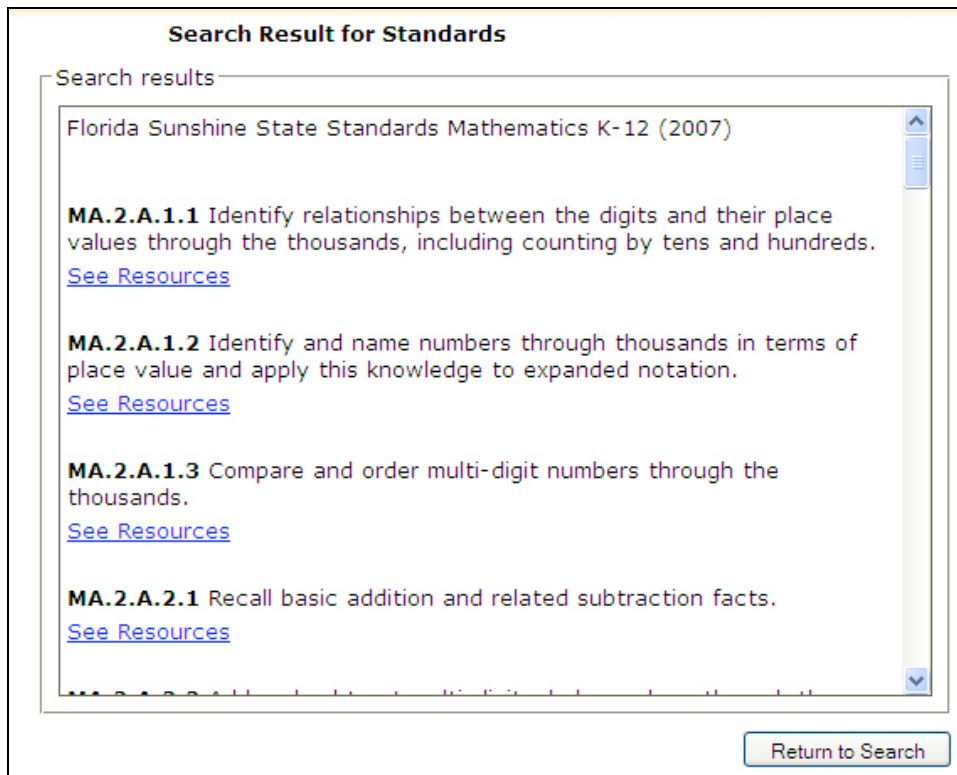 Search Result for Standards
Search results
Florida Sunshine State Standards Mathematics K-12 (2007)
MA.2.A.1.1 Identify relationships between the digits and their place
values through the thousands, including counting by tens and hundreds.
See Resources
MA.2.A.1.2 Identify and name numbers through thousands in terms of
place value and apply this knowledge to expanded notation.
See Resources
MA.2.A.1.3 Compare and order multi-digit numbers through the
thousands.
See Resources
MA.2.A.2.1 Recall basic addition and related subtraction facts.
See Resources
Return to Search